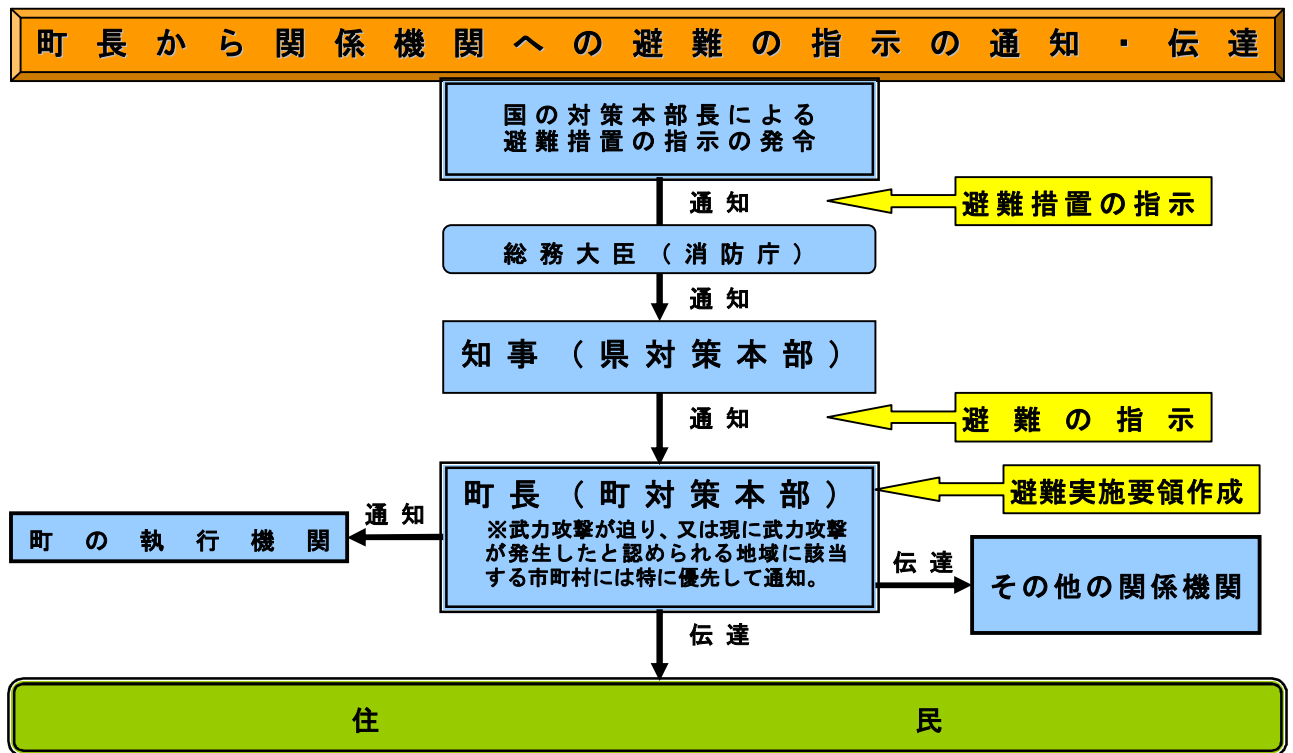 町長から関係機関への避難の指示の通知・伝達
国の対策本部長による
避難措置の指示の発令
通知
避難措置の指示
総務大臣（消防庁）
通知
知事（県対策本部）
通知
避難の指示
町長（町対策本部）
※武力攻撃が迫り、又は現に武力攻撃
が発生したと認められる地域に該当
する市町村には特に優先して通知。
避難実施要領作成
通知
町の執行機関
伝達
その他の関係機関
伝達
住民